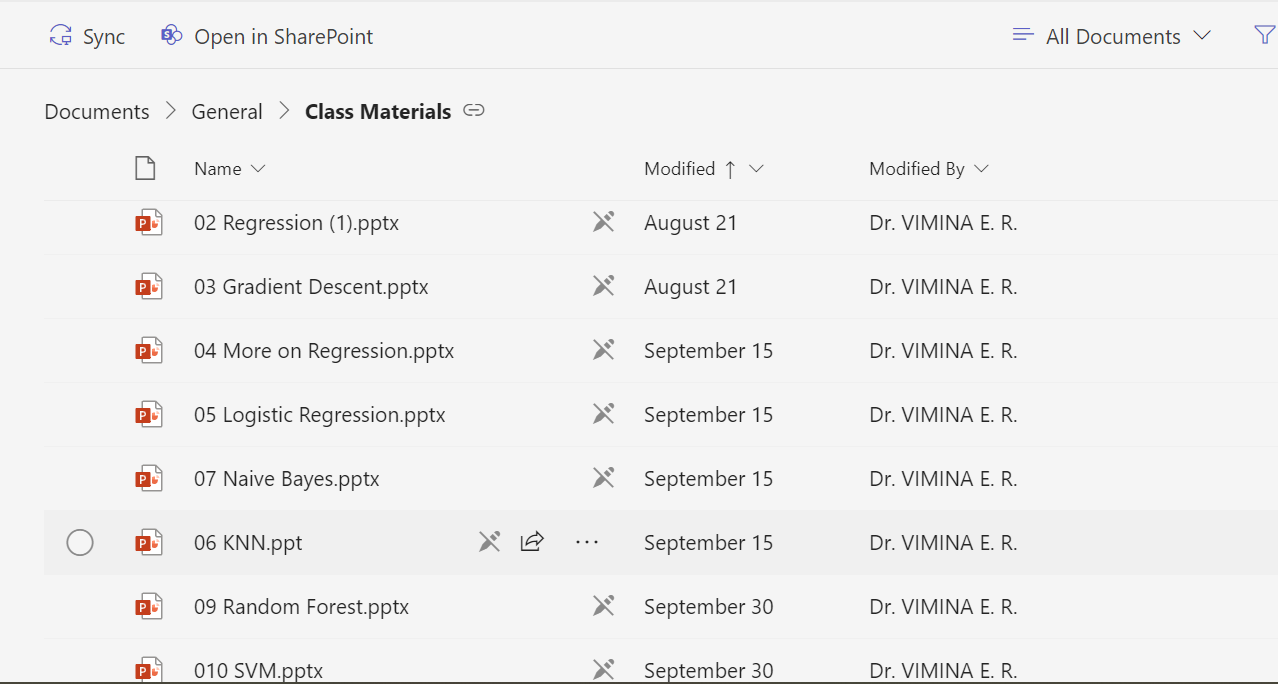 Sync Open in SharePoint All Documents
Documents > General > Class Materials
Name Modified ↑ Modified By
02 Regression (1).pptx August 21 Dr. VIMINA E. R.
03 Gradient Descent.pptx August 21 Dr. VIMINA E. R.
04 More on Regression.pptx September 15 Dr. VIMINA E. R.
05 Logistic Regression.pptx September 15 Dr. VIMINA E. R.
07 Naive Bayes.pptx September 15 Dr. VIMINA E. R.
06 KNN.ppt ... September 15 Dr. VIMINA E. R.
09 Random Forest.pptx September 30 Dr. VIMINA E. R.
010 SVM.pptx September 30 Dr. VIMINA E. R.